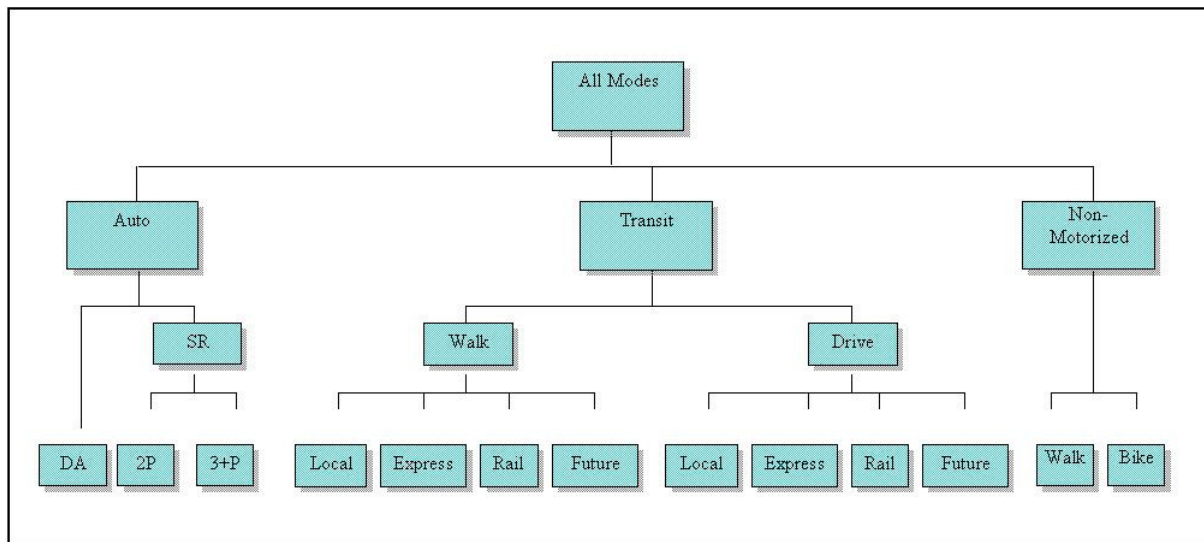 All Modes
Auto
Transit
Non-
Motorized
SR
Walk
Drive
DA
2P
3+P
Local
Express
Rail
Future
Local
Express
Rail
Future
Walk
Bike